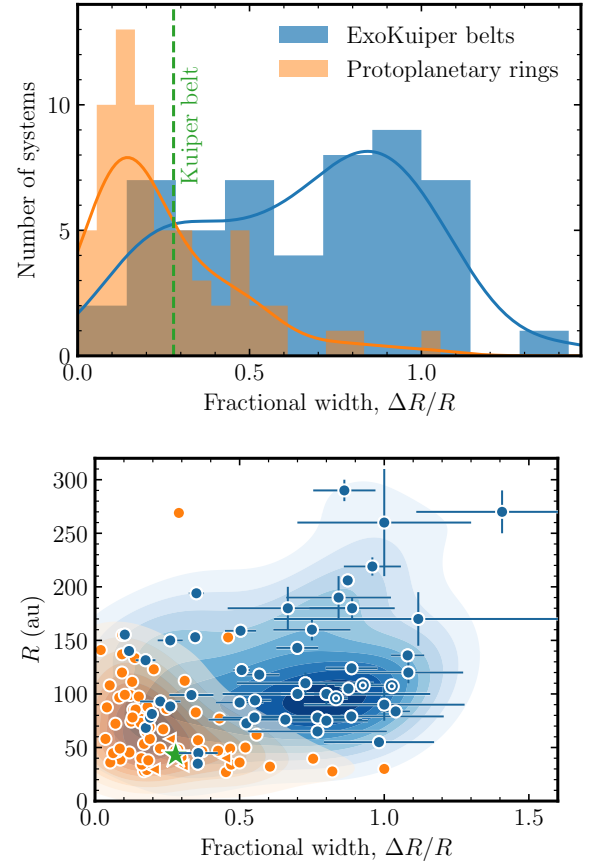 ExoKuiper belts
Protoplanetary rings
Kuiper belt
Number of systems
10
5
0
0.0 0.5 1.0
Fractional width, ΔR/R
R (au)
300
250
200
150
100
50
0
0.0 0.5 1.0 1.5
Fractional width, ΔR/R